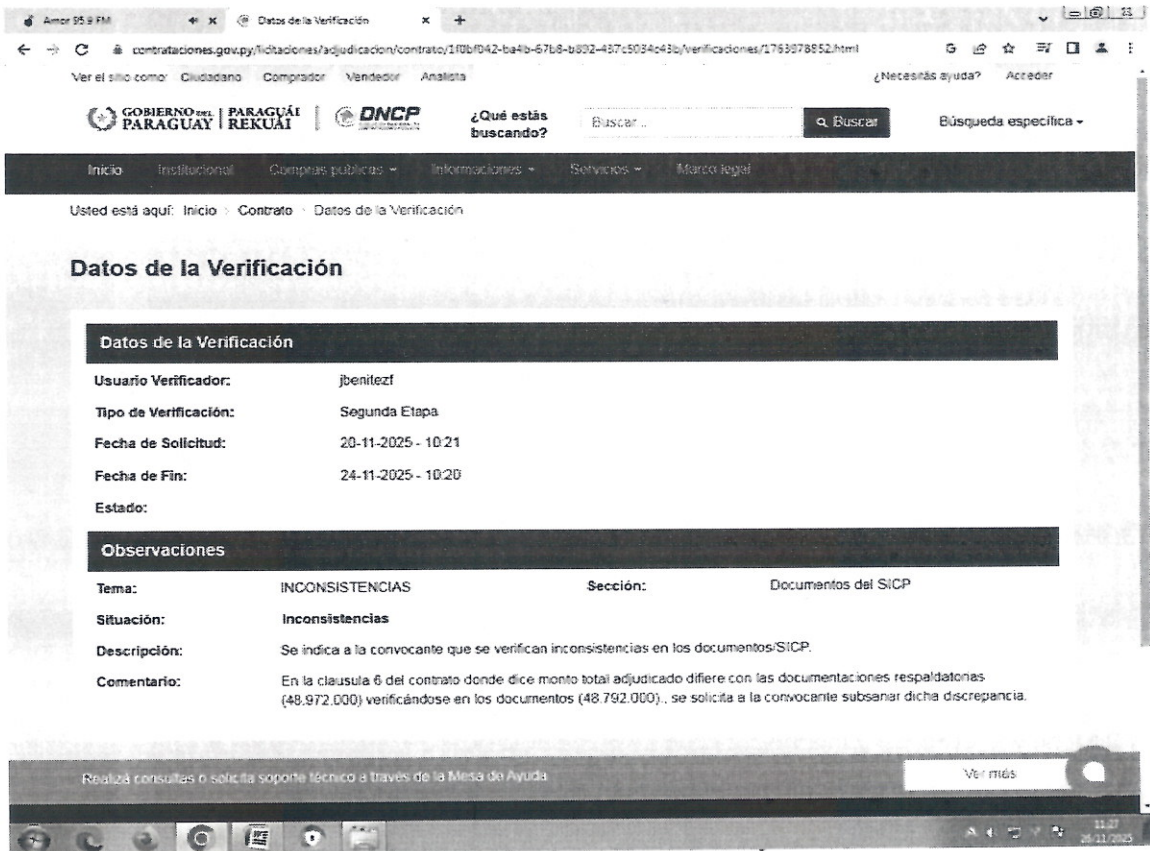 Amor 95.9 FM
Datos de la Verificación
contrataciones.gov.py/licitaciones/adjudicacion/contrato/
Ver el sitio como: Ciudadano Comprador Vendedor Analista ¿Necesitás ayuda? Acceder
GOBIERNO DEL PARAGUAY | PARAGUÁI REKUÁI
DNCP
¿Qué estás buscando?
Buscar...
Buscar
Búsqueda específica
Inicio Institucional Compras públicas Informaciones Servicios Marco legal
Usted está aquí: Inicio > Contrato > Datos de la Verificación
Datos de la Verificación
Datos de la Verificación
Usuario Verificador: jbenitezf
Tipo de Verificación: Segunda Etapa
Fecha de Solicitud: 20-11-2025 - 10:21
Fecha de Fin: 24-11-2025 - 10:20
Estado:
Observaciones
Tema: INCONSISTENCIAS Sección: Documentos del SICP
Situación: Inconsistencias
Descripción: Se indica a la convocante que se verifican inconsistencias en los documentos/SICP.
Comentario: En la clausula 6 del contrato donde dice monto total adjudicado difiere con las documentaciones respaldatorias
(48.972.000) verificándose en los documentos (48.792.000)., se solicita a la convocante subsanar dicha discrepancia.
Realizá consultas o solicita soporte técnico a través de la Mesa de Ayuda
Ver más
11:27
26/11/2025